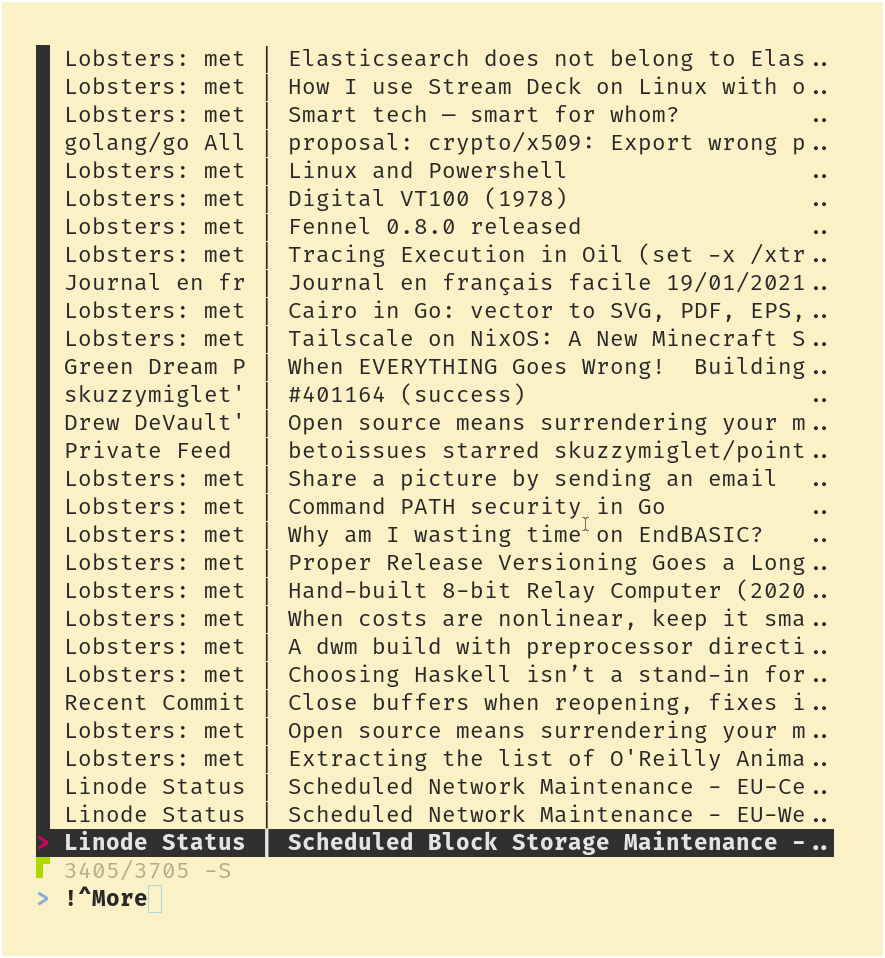 Lobsters: met │ Elasticsearch does not belong to Elas..
Lobsters: met │ How I use Stream Deck on Linux with o..
Lobsters: met │ Smart tech — smart for whom? ..
golang/go All │ proposal: crypto/x509: Export wrong p..
Lobsters: met │ Linux and Powershell ..
Lobsters: met │ Digital VT100 (1978) ..
Lobsters: met │ Fennel 0.8.0 released ..
Lobsters: met │ Tracing Execution in Oil (set -x /xtr..
Journal en fr │ Journal en français facile 19/01/2021..
Lobsters: met │ Cairo in Go: vector to SVG, PDF, EPS,..
Lobsters: met │ Tailscale on NixOS: A New Minecraft S..
Green Dream P │ When EVERYTHING Goes Wrong!  Building..
skuzzymiglet' │ #401164 (success) ..
Drew DeVault' │ Open source means surrendering your m..
Private Feed │ betoissues starred skuzzymiglet/point..
Lobsters: met │ Share a picture by sending an email ..
Lobsters: met │ Command PATH security in Go ..
Lobsters: met │ Why am I wasting time on EndBASIC? ..
Lobsters: met │ Proper Release Versioning Goes a Long..
Lobsters: met │ Hand-built 8-bit Relay Computer (2020..
Lobsters: met │ When costs are nonlinear, keep it sma..
Lobsters: met │ A dwm build with preprocessor directi..
Lobsters: met │ Choosing Haskell isn’t a stand-in for..
Recent Commit │ Close buffers when reopening, fixes i..
Lobsters: met │ Open source means surrendering your m..
Lobsters: met │ Extracting the list of O'Reilly Anima..
Linode Status │ Scheduled Network Maintenance - EU-Ce..
Linode Status │ Scheduled Network Maintenance - EU-We..
> Linode Status │ Scheduled Block Storage Maintenance -..
3405/3705 -S
> !^More